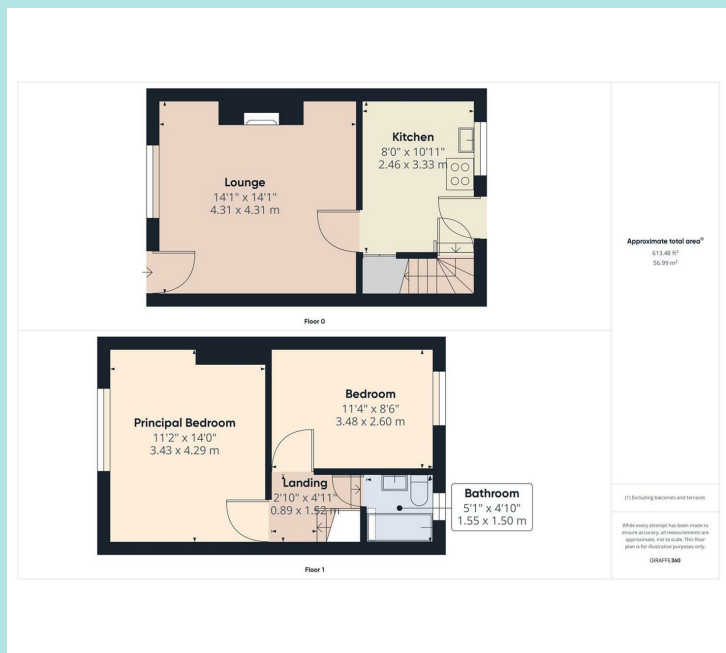 Lounge
14'1" x 14'1"
4.31 x 4.31 m
Kitchen
8'0" x 10'11"
2.46 x 3.33 m
Floor 0
Approximate total area(1)
613.48 ft²
56.99 m²
Principal Bedroom
11'2" x 14'0"
3.43 x 4.29 m
Bedroom
11'4" x 8'6"
3.48 x 2.60 m
Landing
2'10" x 4'11"
0.89 x 1.52 m
Bathroom
5'1" x 4'10"
1.55 x 1.50 m
Floor 1
(1) Excluding balconies and terraces
While every attempt has been made to
ensure accuracy, all measurements are
approximate, not to scale. This floor
plan is for illustrative purposes only.
GIRAFFE360